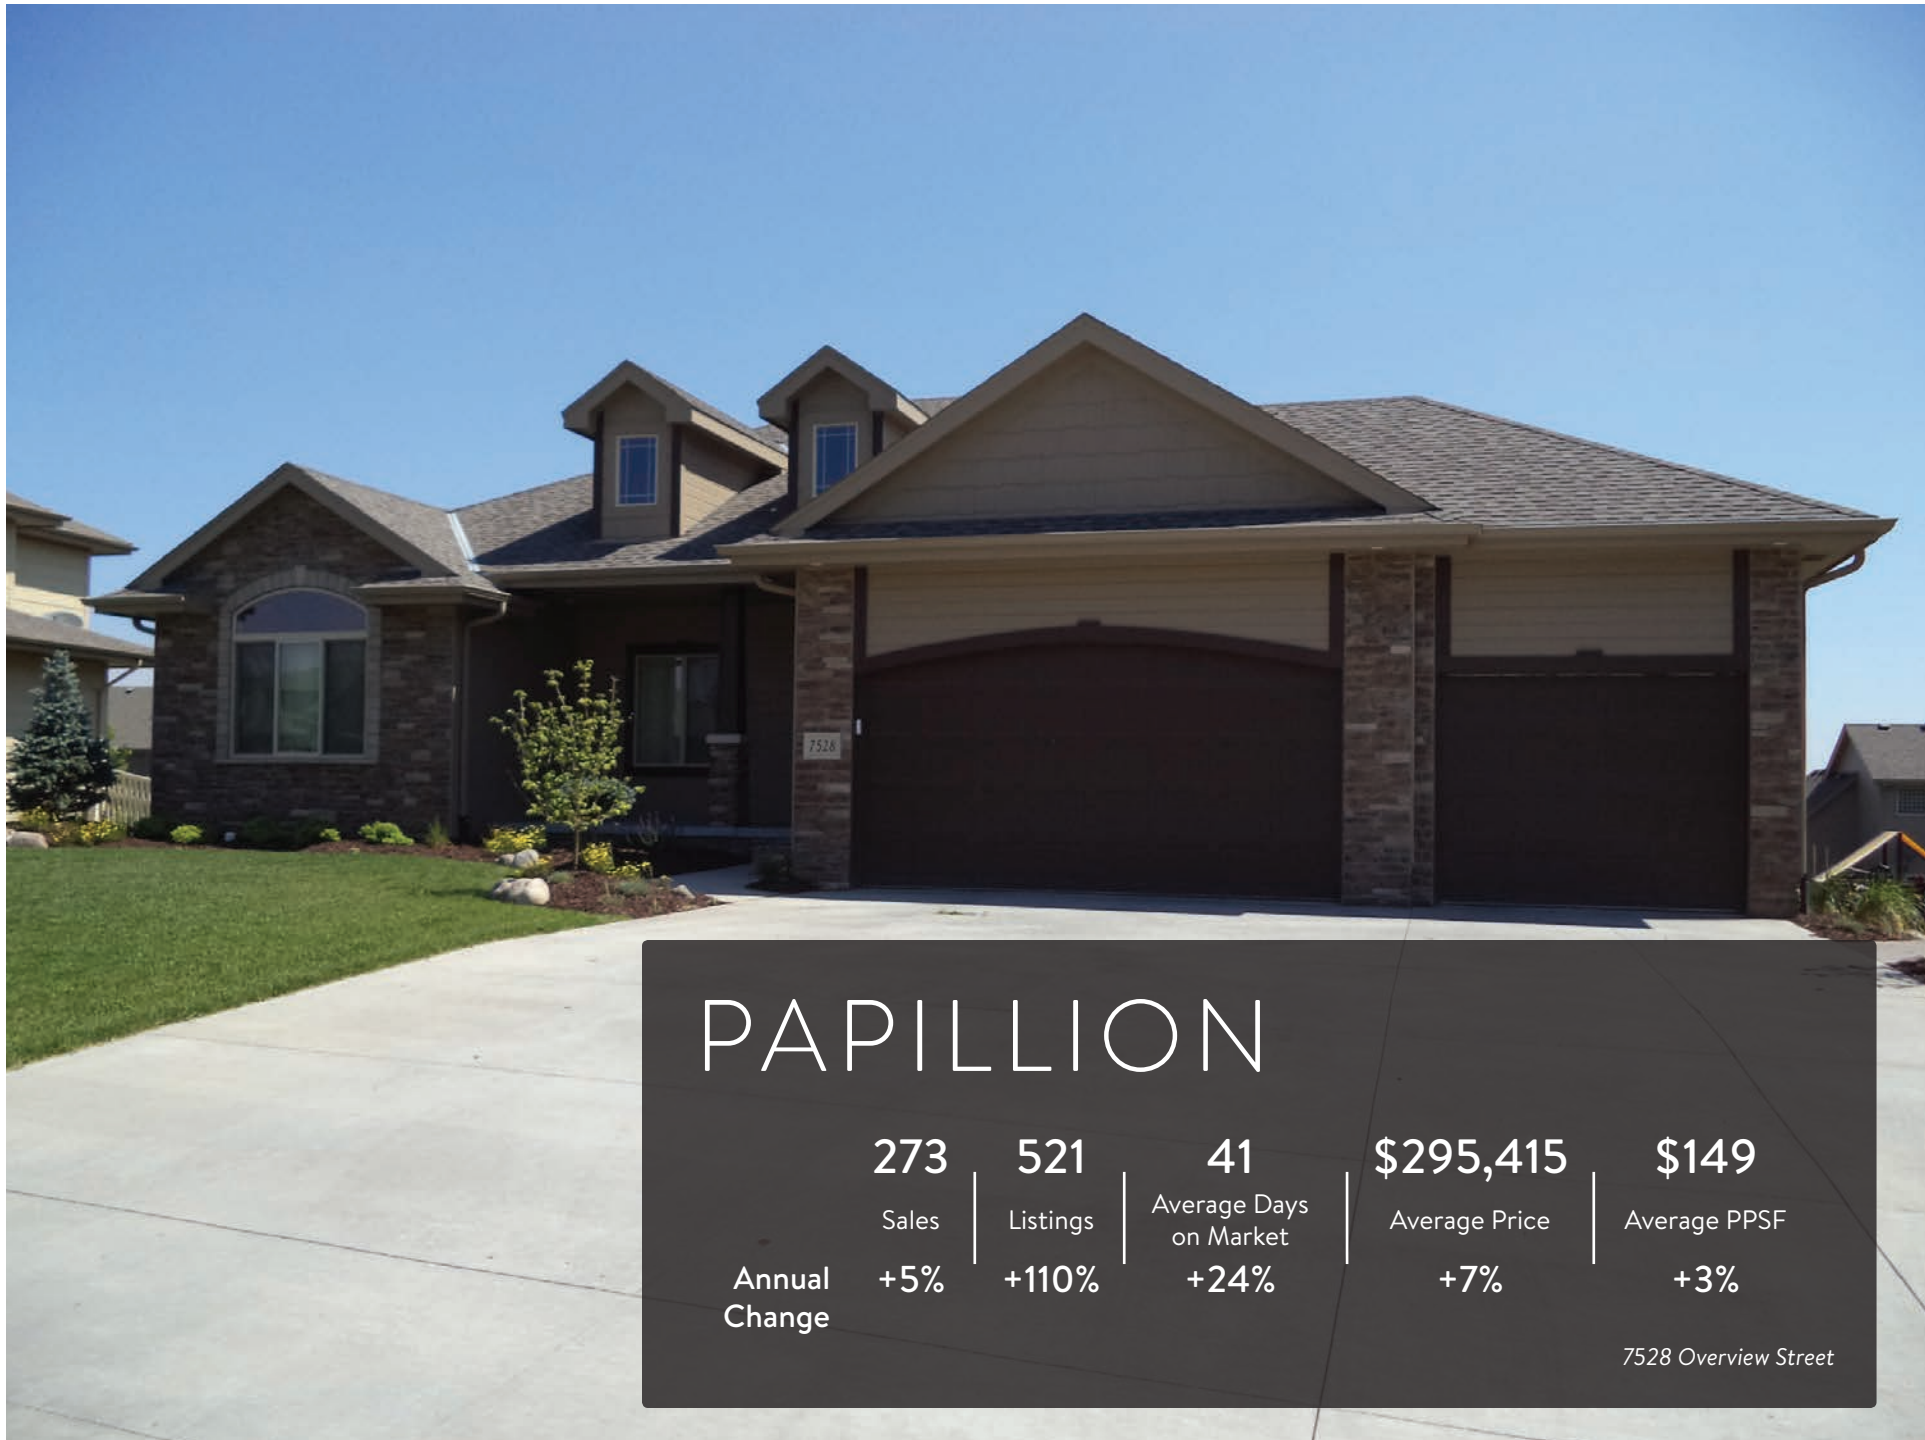 7528
PAPILLION
273 521 41 $295,415 $149
Sales Listings Average Days on Market Average Price Average PPSF
Annual Change +5% +110% +24% +7% +3%
7528 Overview Street